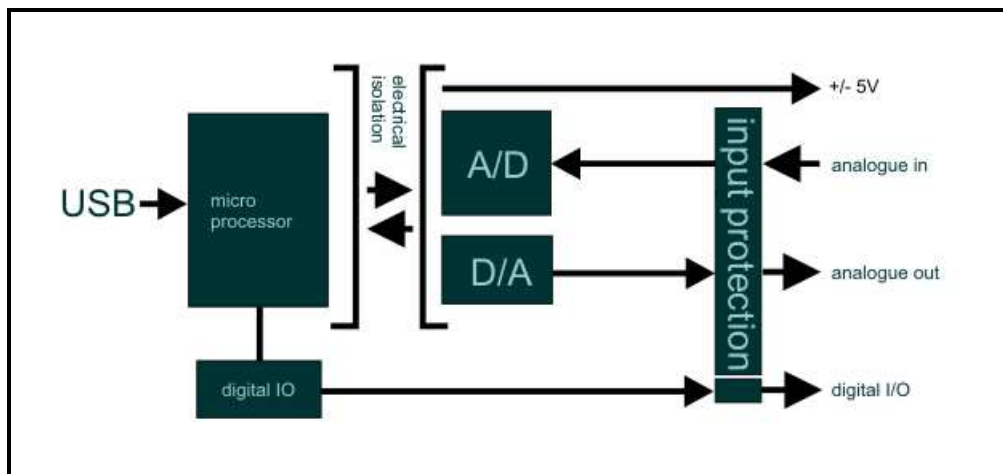 electrical
isolation
+/- 5V
input protection
A/D
analogue in
USB
micro
processor
D/A
analogue out
digital IO
digital I/O